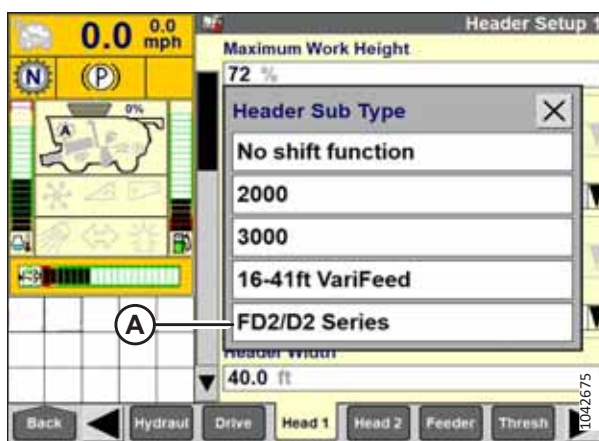 0.0 0.0 mph
Header Setup 1
Maximum Work Height
N (P)
72 %
0%
Header Sub Type
A
No shift function
2000
3000
16-41ft VariFeed
A
FD2/D2 Series
Header Width
40.0 ft
1042675
Back Hydraul Drive Head 1 Head 2 Feeder Thresh